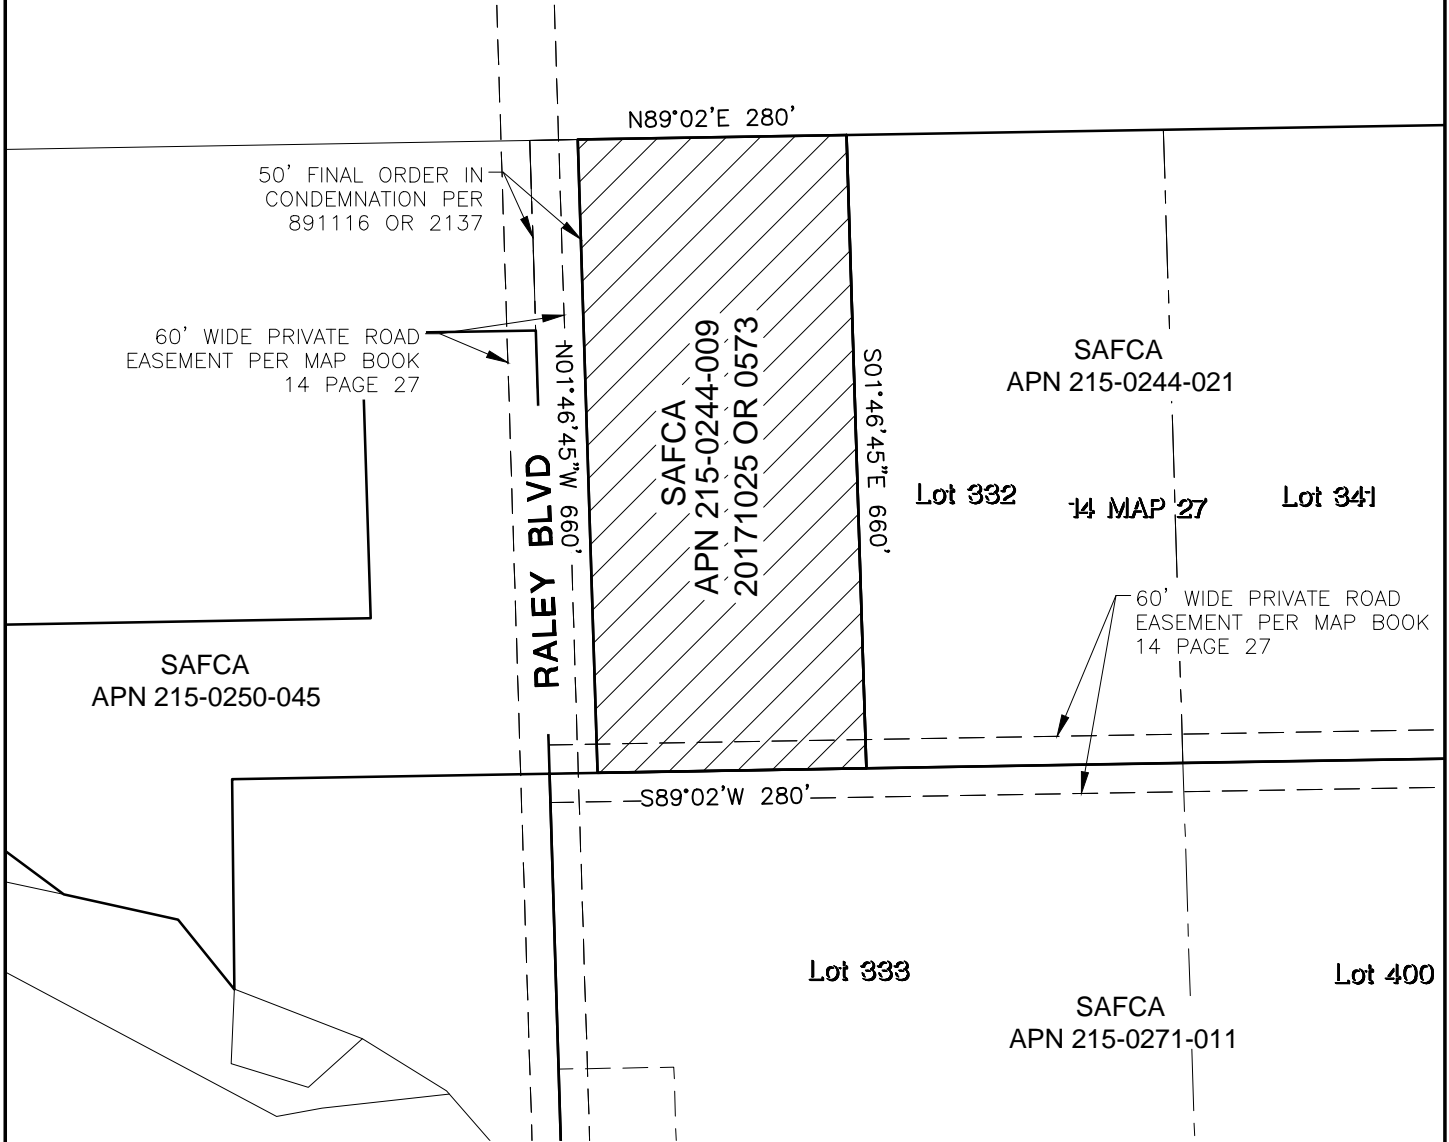 N89°02'E 280'
50' FINAL ORDER IN
CONDEMNATION PER
891116 OR 2137
60' WIDE PRIVATE ROAD
EASEMENT PER MAP BOOK
14 PAGE 27
RALEY BLVD
N01°46'45"W 660'
SAFCA
APN 215-0244-009
20171025 OR 0573
S01°46'45"E 660'
SAFCA
APN 215-0244-021
Lot 332
14 MAP 27
Lot 341
60' WIDE PRIVATE ROAD
EASEMENT PER MAP BOOK
14 PAGE 27
SAFCA
APN 215-0250-045
S89°02'W 280'
Lot 333
Lot 400
SAFCA
APN 215-0271-011